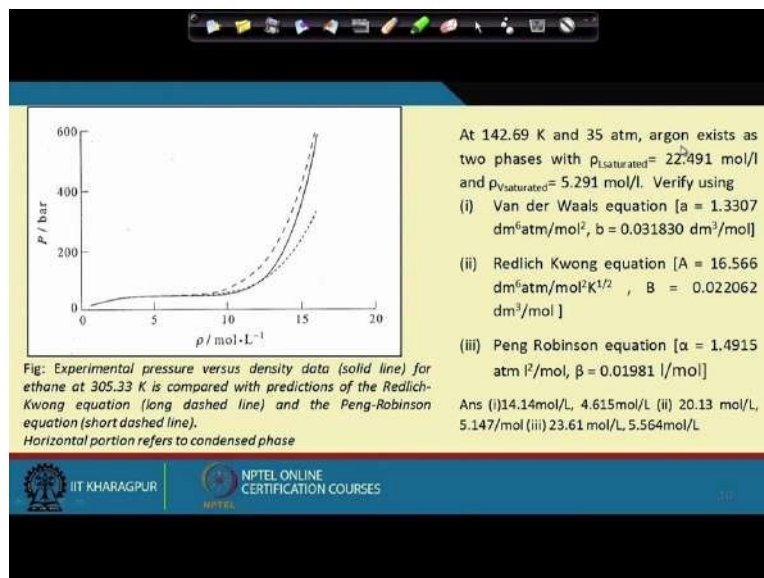 600
400
200
0
P / bar
0
5
10
15
20
ρ / mol·L⁻¹
Fig: Experimental pressure versus density data (solid line) for
ethane at 305.33 K is compared with predictions of the Redlich-
Kwong equation (long dashed line) and the Peng-Robinson
equation (short dashed line).
Horizontal portion refers to condensed phase
At 142.69 K and 35 atm, argon exists as
two phases with ρLsaturated= 22.491 mol/l
and ρVsaturated= 5.291 mol/l. Verify using
(i) Van der Waals equation [a = 1.3307
dm⁶atm/mol², b = 0.031830 dm³/mol]
(ii) Redlich Kwong equation [A = 16.566
dm⁶atm/mol²K¹/² , B = 0.022062
dm³/mol ]
(iii) Peng Robinson equation [α = 1.4915
atm l²/mol, β = 0.01981 l/mol]
Ans (i)14.14mol/L, 4.615mol/L (ii) 20.13 mol/L,
5.147/mol (iii) 23.61 mol/L, 5.564mol/L
IIT KHARAGPUR
NPTEL
NPTEL ONLINE
CERTIFICATION COURSES